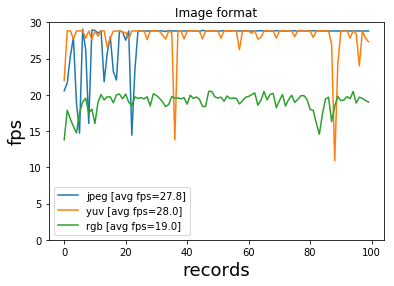 Image format
fps
30
25
20
15
10
5
0
jpeg [avg fps=27.8]
yuv [avg fps=28.0]
rgb [avg fps=19.0]
0 20 40 60 80 100
records